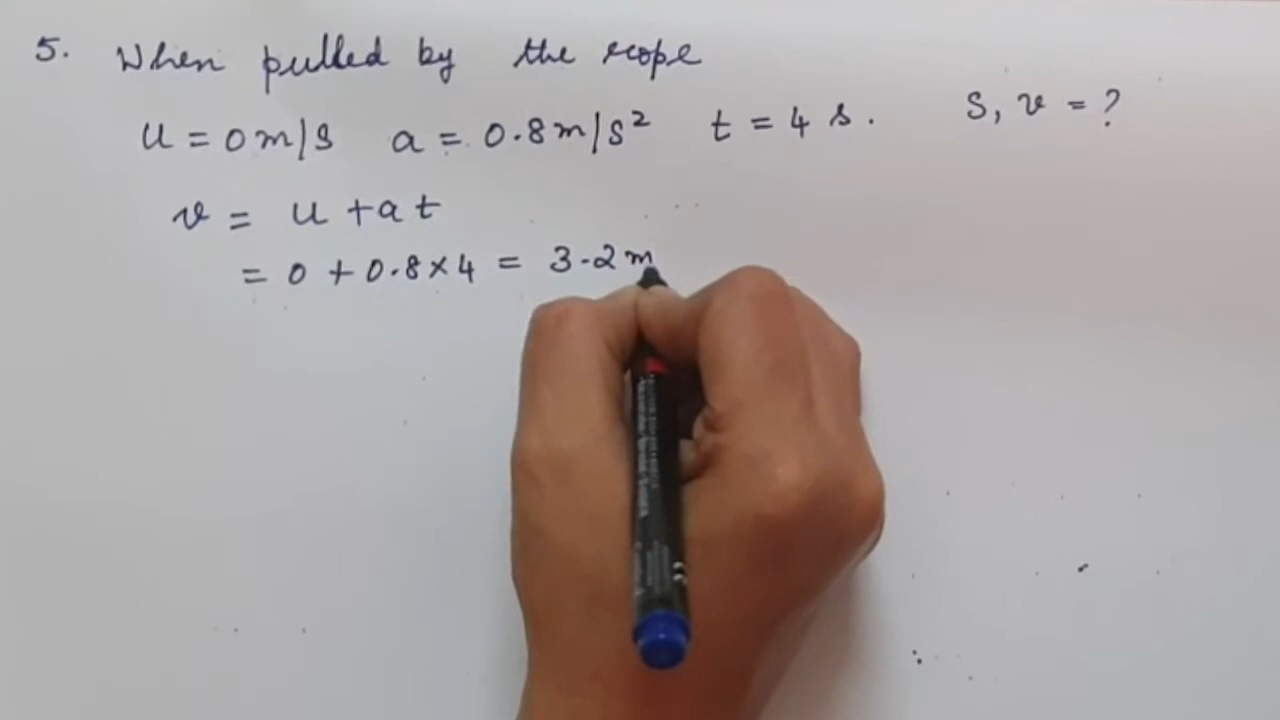 5. When pulled by the rope
u = 0 m/s a = 0.8 m/s² t = 4 s. S, v = ?
v = u + at
= 0 + 0.8 × 4 = 3.2 m